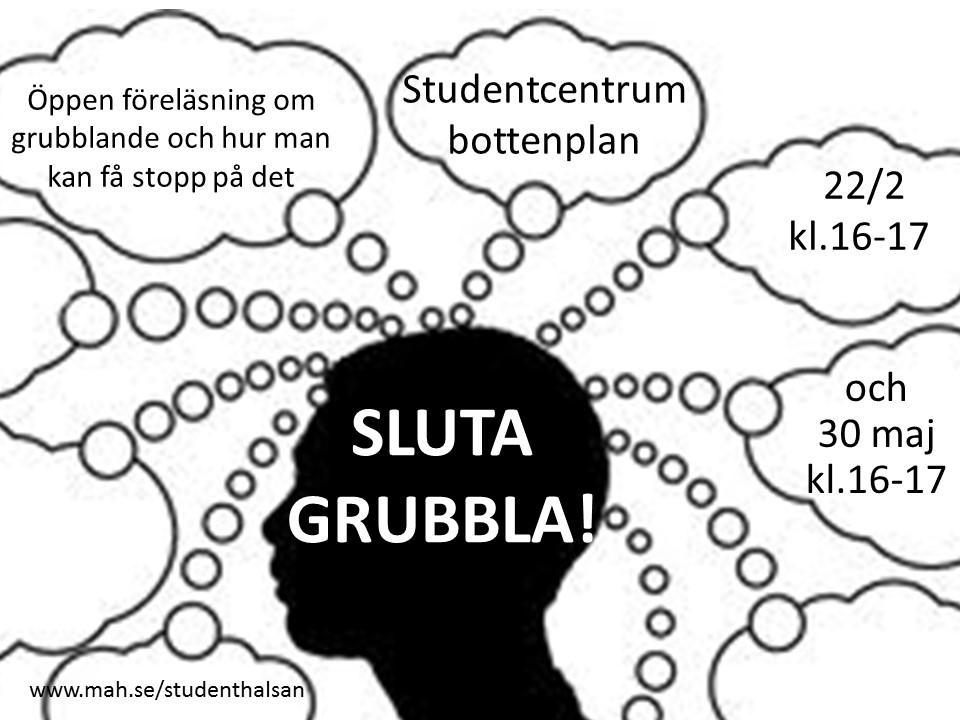 Öppen föreläsning om
grubblande och hur man
kan få stopp på det
Studentcentrum
bottenplan
22/2
kl.16-17
och
30 maj
kl.16-17
SLUTA
GRUBBLA!
www.mah.se/studenthalsan